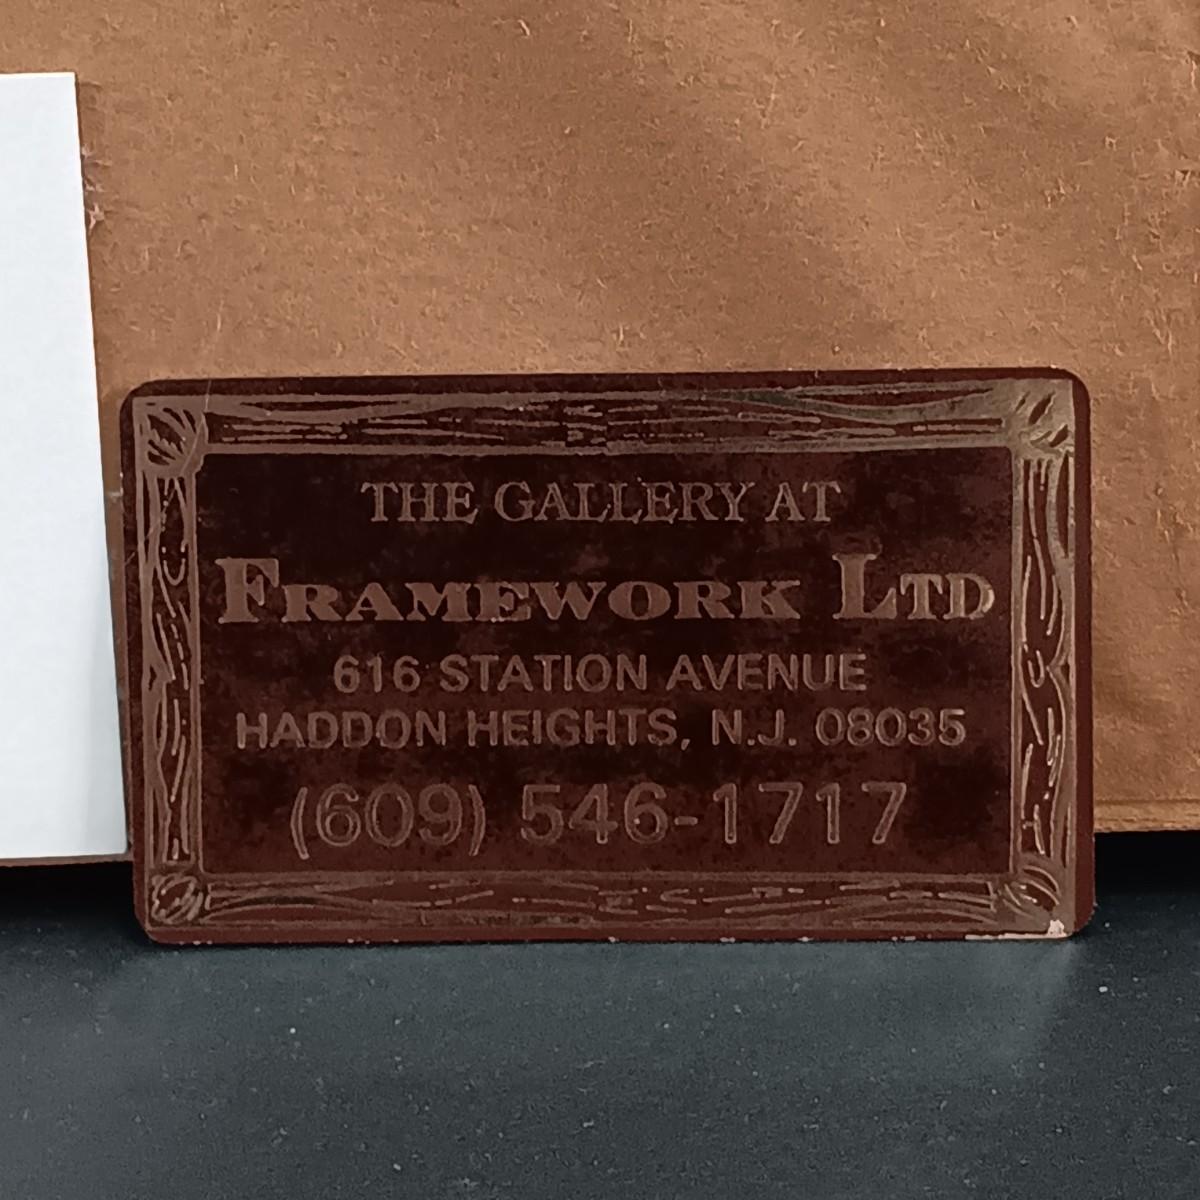 THE GALLERY AT
FRAMEWORK LTD
616 STATION AVENUE
HADDON HEIGHTS, N.J. 08035
(609) 546-1717